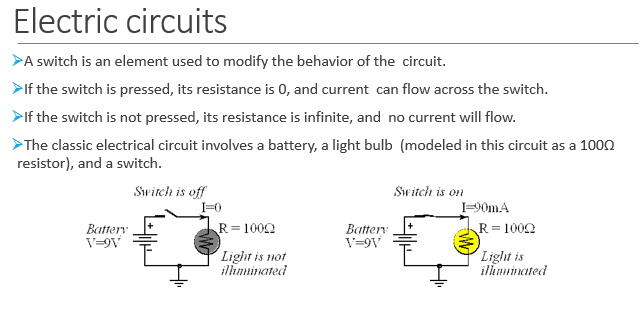 Electric circuits
➤A switch is an element used to modify the behavior of the circuit.
➤If the switch is pressed, its resistance is 0, and current can flow across the switch.
➤If the switch is not pressed, its resistance is infinite, and no current will flow.
➤The classic electrical circuit involves a battery, a light bulb (modeled in this circuit as a 100Ω
resistor), and a switch.
Switch is off
I=0
Battery
V=9V
+
R = 100Ω
Light is not
illuminated
Switch is on
I=90mA
Battery
V=9V
+
R = 100Ω
Light is
illuminated